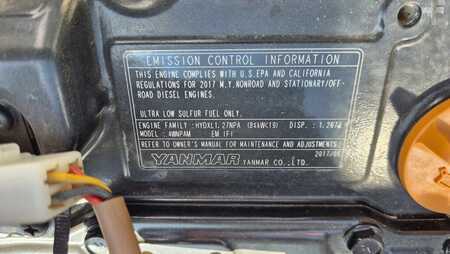 EMISSION CONTROL INFORMATION
THIS ENGINE COMPLIES WITH U.S.EPA AND CALIFORNIA
REGULATIONS FOR 2017 M.Y.NONROAD AND STATIONARY/OFF-
ROAD DIESEL ENGINES.
ULTRA LOW SULFUR FUEL ONLY.
ENGINE FAMILY: HYDXL1.27NPA DISP.:
MODEL:
REFER TO OWNER'S MANUAL FOR MAINTENANCE AND ADJUSTMENTS.
YANMAR YANMAR CO.,LTD.